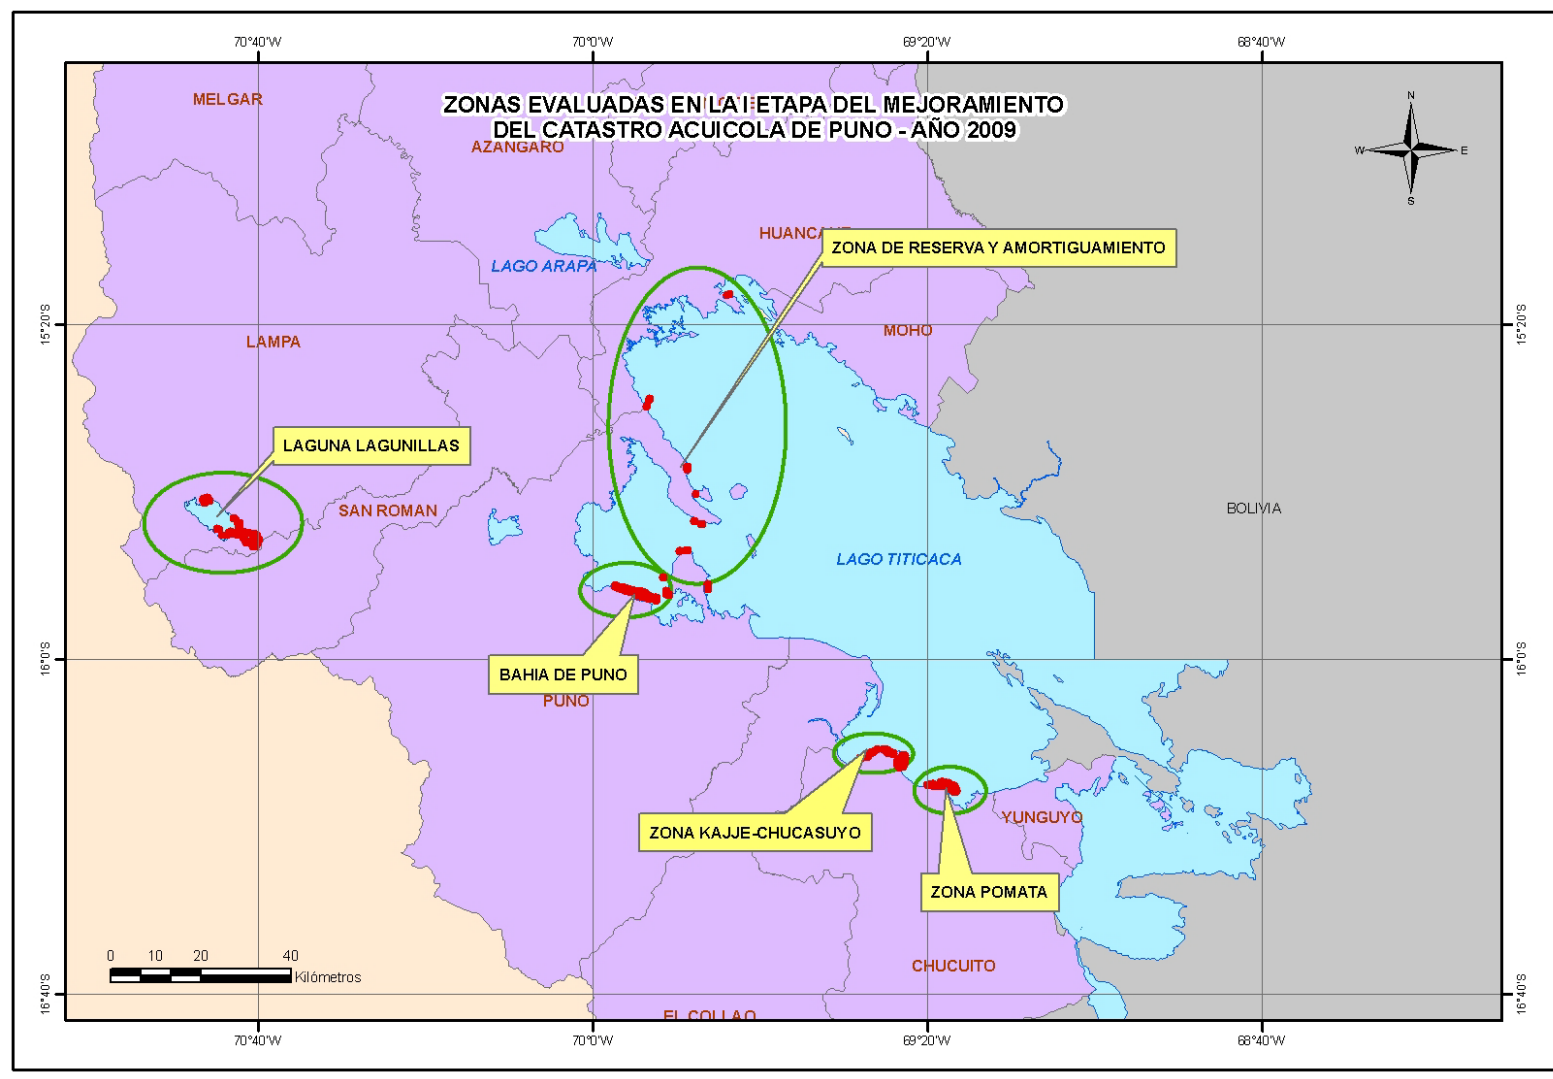 70°40'W
70°0'W
69°20'W
68°40'W
MELGAR
ZONAS EVALUADAS EN LA I ETAPA DEL MEJORAMIENTO
DEL CATASTRO ACUICOLA DE PUNO - AÑO 2009
AZANGARO
N
W
E
S
HUANCANE
ZONA DE RESERVA Y AMORTIGUAMIENTO
LAGO ARAPA
15°20'S
15°20'S
MOHO
LAMPA
LAGUNA LAGUNILLAS
SAN ROMAN
BOLIVIA
LAGO TITICACA
16°0'S
16°0'S
BAHIA DE PUNO
PUNO
ZONA KAJJE-CHUCASUYO
YUNGUYO
ZONA POMATA
0 10 20 40
Kilómetros
CHUCUITO
16°40'S
16°40'S
EL COLLAO
70°40'W
70°0'W
69°20'W
68°40'W